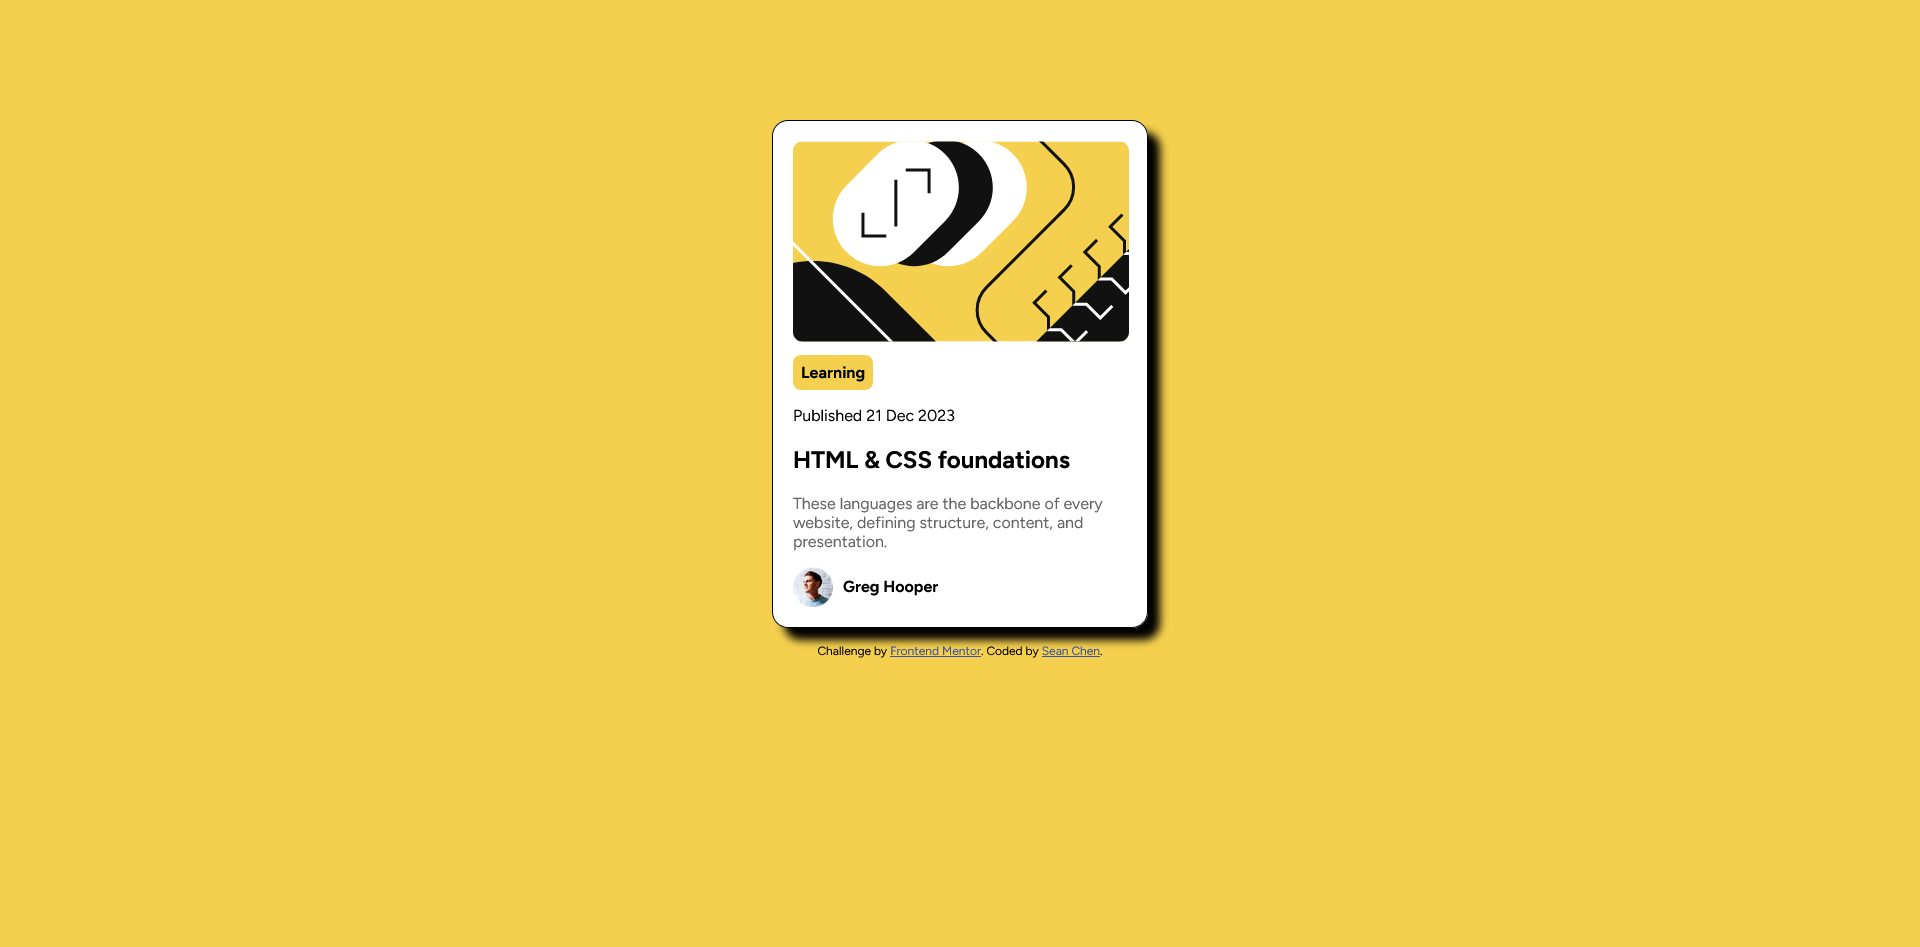 Learning
Published 21 Dec 2023
HTML & CSS foundations
These languages are the backbone of every
website, defining structure, content, and
presentation.
Greg Hooper
Challenge by Frontend Mentor. Coded by Sean Chen.